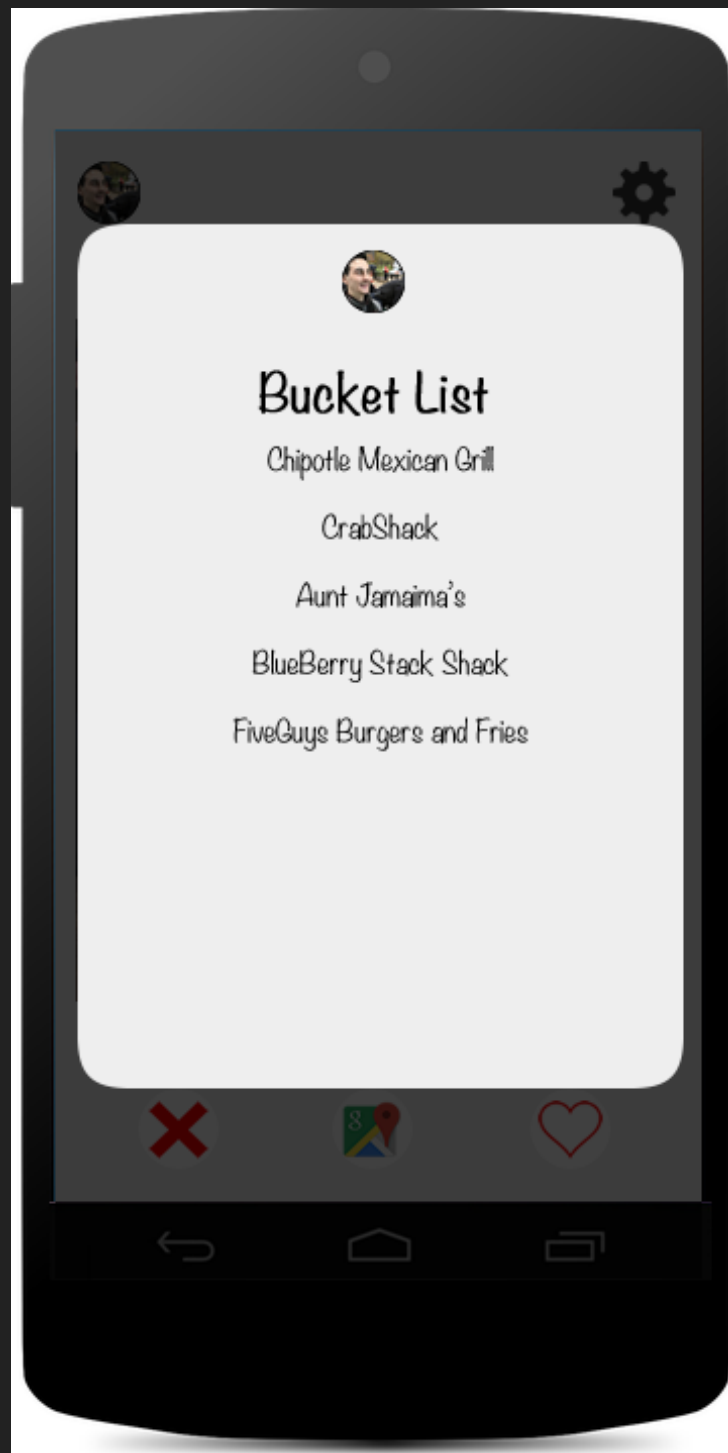 Bucket List
Chipotle Mexican Grill
CrabShack
Aunt Jamaima's
BlueBerry Stack Shack
FiveGuys Burgers and Fries